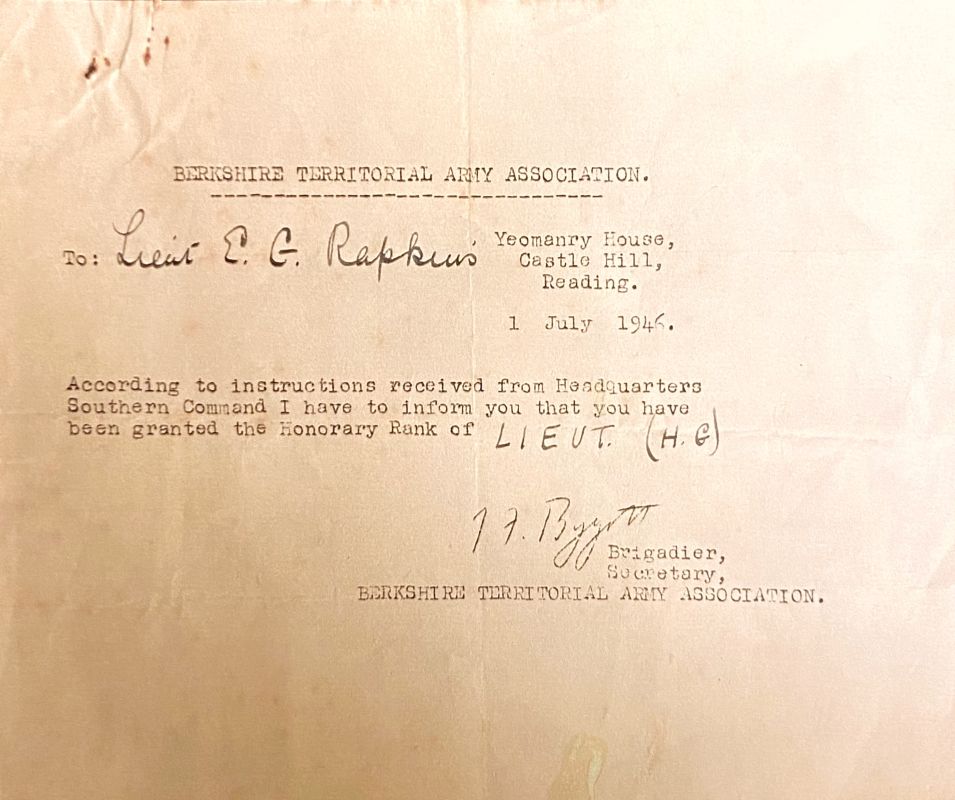 BERKSHIRE TERRITORIAL ARMY ASSOCIATION.
To: Lieut E. G. Rapkins
Yeomanry House,
Castle Hill,
Reading.
1 July 1946.
According to instructions received from Headquarters
Southern Command I have to inform you that you have
been granted the Honorary Rank of LIEUT. (H.G)
F. Bygott
Brigadier,
Secretary,
BERKSHIRE TERRITORIAL ARMY ASSOCIATION.